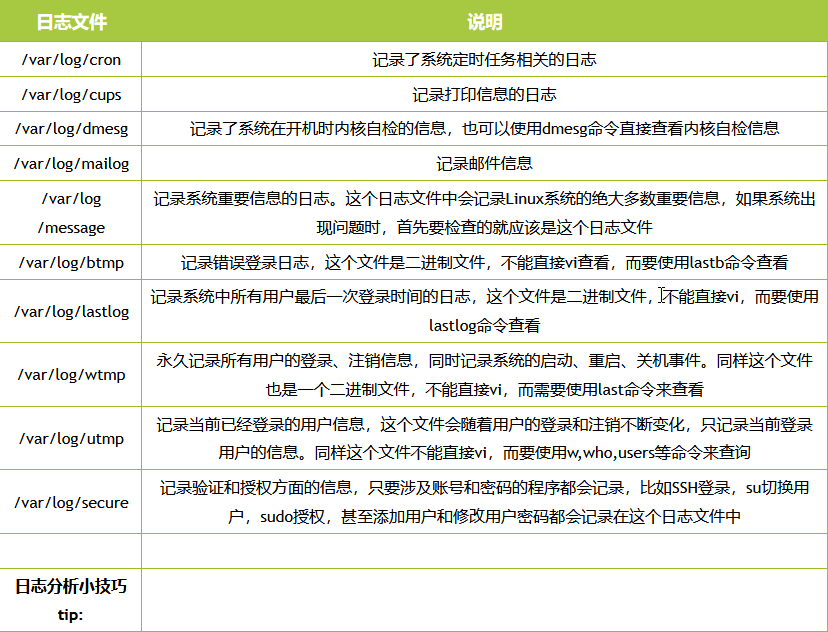 日志文件 说明
/var/log/cron 记录了系统定时任务相关的日志
/var/log/cups 记录打印信息的日志
/var/log/dmesg 记录了系统在开机时内核自检的信息，也可以使用dmesg命令直接查看内核自检信息
/var/log/mailog 记录邮件信息
/var/log
/message
记录系统重要信息的日志。这个日志文件中会记录Linux系统的绝大多数重要信息，如果系统出
现问题时，首先要检查的就应该是这个日志文件
/var/log/btmp 记录错误登录日志，这个文件是二进制文件，不能直接vi查看，而要使用lastb命令查看
/var/log/lastlog
记录系统中所有用户最后一次登录时间的日志，这个文件是二进制文件，不能直接vi，而要使用
lastlog命令查看
/var/log/wtmp
永久记录所有用户的登录、注销信息，同时记录系统的启动、重启、关机事件。同样这个文件
也是一个二进制文件，不能直接vi，而需要使用last命令来查看
/var/log/utmp
记录当前已经登录的用户信息，这个文件会随着用户的登录和注销不断变化，只记录当前登录
用户的信息。同样这个文件不能直接vi，而要使用w,who,users等命令来查询
/var/log/secure
记录验证和授权方面的信息，只要涉及账号和密码的程序都会记录，比如SSH登录，su切换用
户，sudo授权，甚至添加用户和修改用户密码都会记录在这个日志文件中
日志分析小技巧
tip: